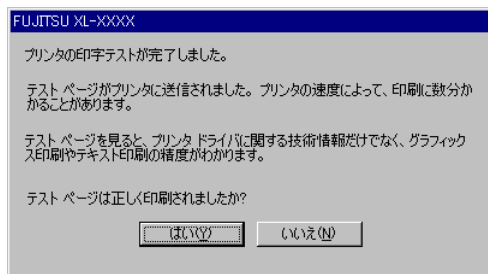 FUJITSU XL-XXXX
プリンタの印字テストが完了しました。
テスト ページがプリンタに送信されました。プリンタの速度によって、印刷に数分か
かることがあります。
テスト ページを見ると、プリンタ ドライバに関する技術情報だけでなく、グラフィック
ス印刷やテキスト印刷の精度がわかります。
テスト ページは正しく印刷されましたか?
はい(Y) いいえ(N)